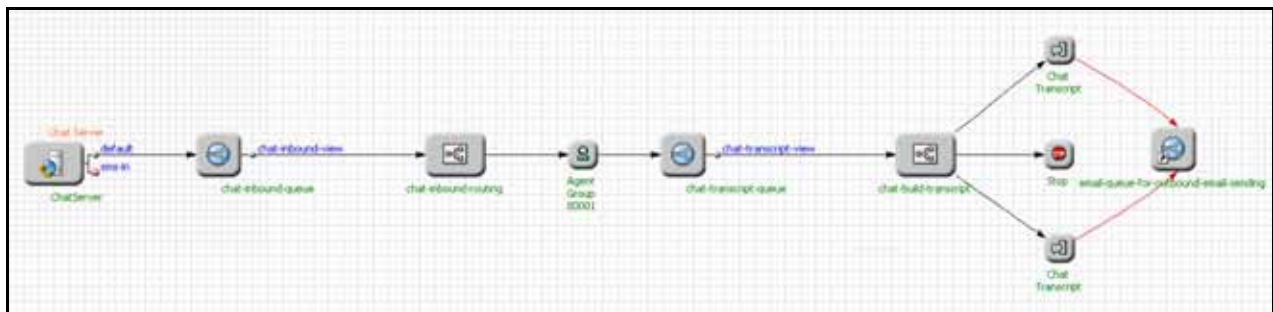 Chat Server
default
sms-in
ChatServer
chat-inbound-view
chat-inbound-queue
chat-inbound-routing
Agent
Group
80001
chat-transcript-view
chat-transcript-queue
chat-build-transcript
Chat
Transcript
Stop
email-queue-for-outbound-email-sending
Chat
Transcript